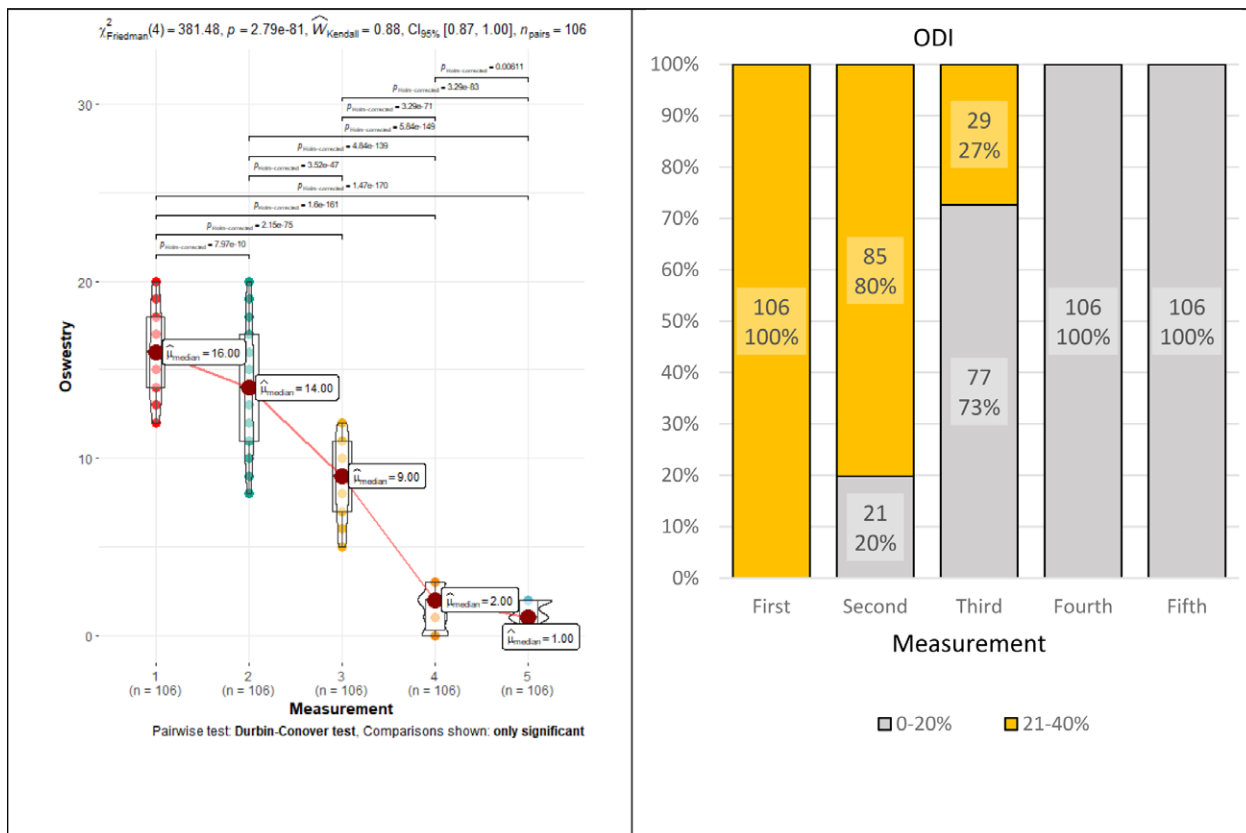 χ²Friedman(4) = 381.48, p = 2.79e-81, ŴKendall = 0.88, CI95% [0.87, 1.00], npairs = 106
pHolm-corrected = 0.00611
pHolm-corrected = 3.29e-83
pHolm-corrected = 3.29e-71
pHolm-corrected = 5.84e-149
pHolm-corrected = 4.84e-139
pHolm-corrected = 3.52e-47
pHolm-corrected = 1.47e-170
pHolm-corrected = 1.6e-161
pHolm-corrected = 2.15e-75
pHolm-corrected = 7.97e-10
30
20
10
0
Oswestry
μ̂median = 16.00
μ̂median = 14.00
μ̂median = 9.00
μ̂median = 2.00
μ̂median = 1.00
1 2 3 4 5
(n = 106) (n = 106) (n = 106) (n = 106) (n = 106)
Measurement
Pairwise test: Durbin-Conover test, Comparisons shown: only significant
ODI
100%
90%
80%
70%
60%
50%
40%
30%
20%
10%
0%
106
100%
85
80%
21
20%
29
27%
77
73%
106
100%
106
100%
First Second Third Fourth Fifth
Measurement
0-20% 21-40%